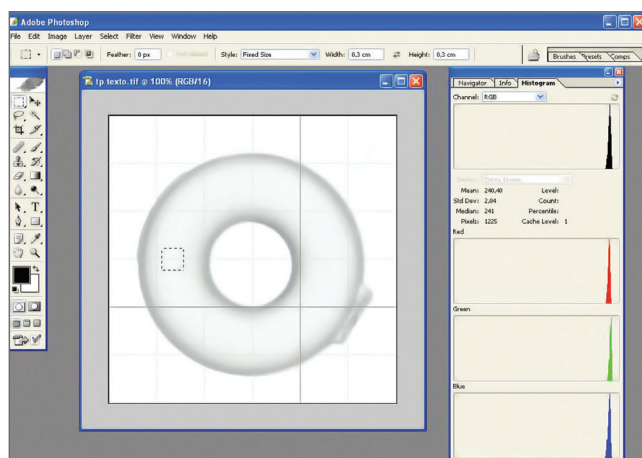 Adobe Photoshop
File Edit Image Layer Select Filter View Window Help
Feather: 0 px Style: Fixed Size Width: 0,3 cm Height: 0,3 cm Brushes Presets Comps
tp texto.tif @ 100% (RGB/16)
Navigator Info Histogram
Channel: RGB
Mean: 240,40 Level:
Std Dev: 2,04 Count:
Median: 241 Percentile:
Pixels: 1225 Cache Level: 1
Red
Green
Blue